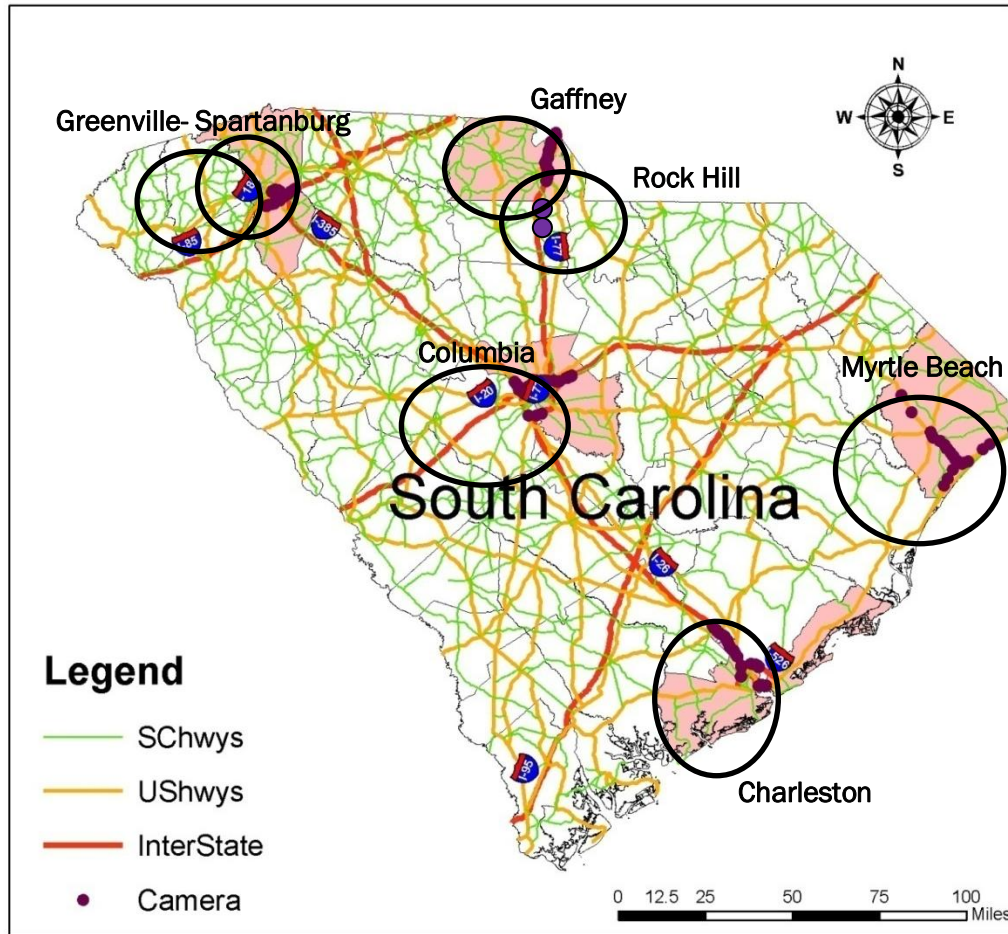 N
W E
S
Gaffney
Greenville- Spartanburg
Rock Hill
I-385
I-85
I-77
Columbia
Myrtle Beach
I-20
South Carolina
I-26
I-526
Legend
SChwys
I-95
UShwys
Charleston
InterState
Camera
0 12.5 25 50 75 100
Miles